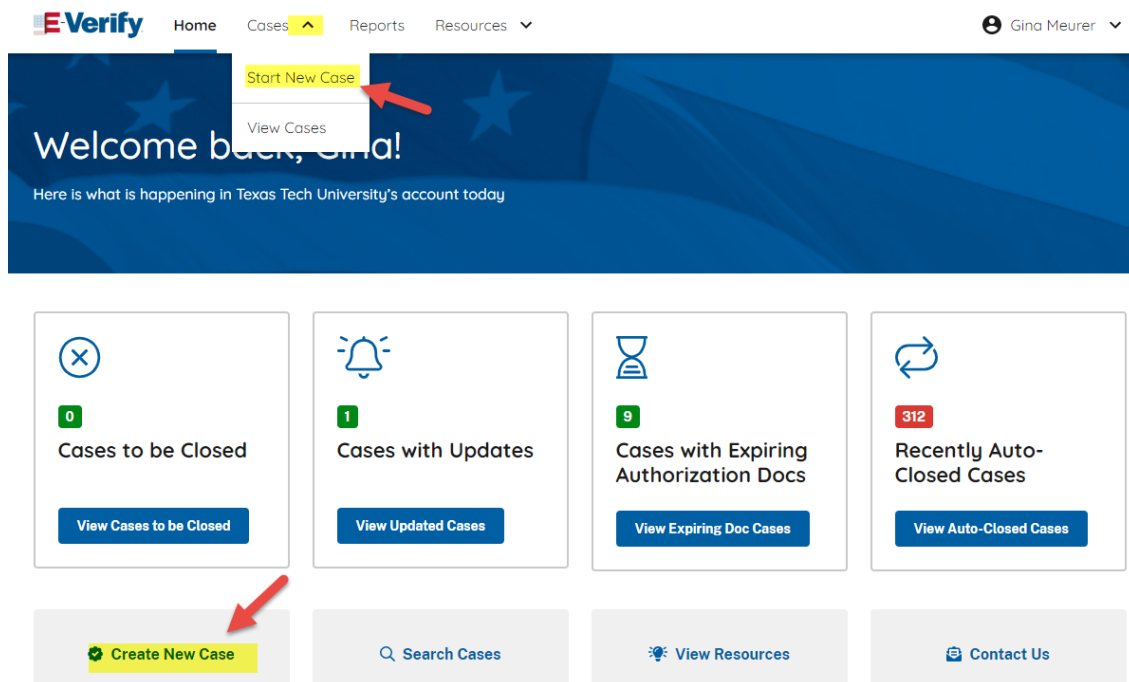 E-Verify Home Cases Reports Resources Gina Meurer
Start New Case
View Cases
Welcome back, Gina!
Here is what is happening in Texas Tech University's account today
0 1 9 312
Cases to be Closed
Cases with Updates
Cases with Expiring
Authorization Docs
Recently Auto-
Closed Cases
View Cases to be Closed
View Updated Cases
View Expiring Doc Cases
View Auto-Closed Cases
Create New Case
Search Cases
View Resources
Contact Us